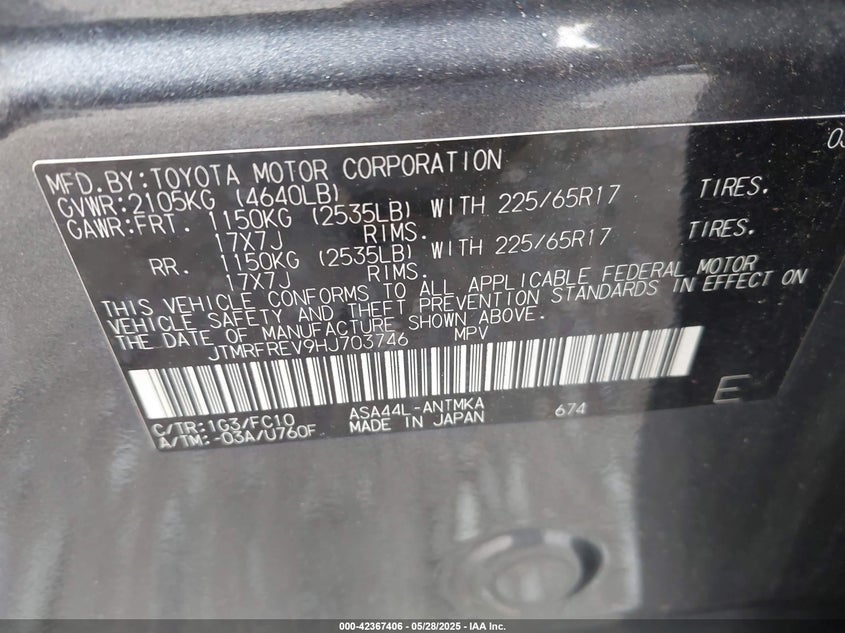 03
MFD.BY:TOYOTA MOTOR CORPORATION
GVWR:2105KG (4640LB)
GAWR:FRT. 1150KG (2535LB) WITH 225/65R17 TIRES.
17X7J RIMS.
RR. 1150KG (2535LB) WITH 225/65R17 TIRES.
17X7J RIMS.
THIS VEHICLE CONFORMS TO ALL APPLICABLE FEDERAL MOTOR
VEHICLE SAFETY AND THEFT PREVENTION STANDARDS IN EFFECT ON
THE DATE OF MANUFACTURE SHOWN ABOVE.
JTMRFREV9HJ703746 MPV
E
C/TR:1G3/FC10 ASA44L-ANTMKA 674
A/TM:-03A/U760F MADE IN JAPAN
000-42367406 - 05/28/2025 - IAA Inc.